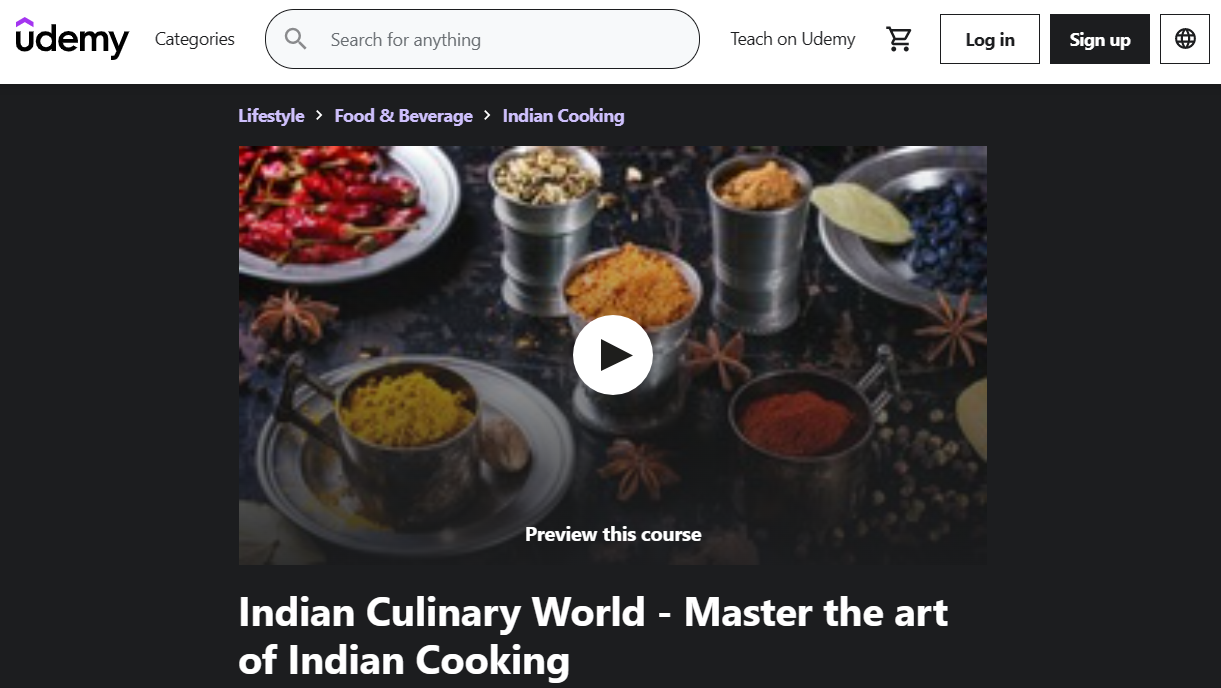 udemy
Categories
Search for anything
Teach on Udemy
Log in
Sign up
Lifestyle > Food & Beverage > Indian Cooking
Preview this course
Indian Culinary World - Master the art
of Indian Cooking